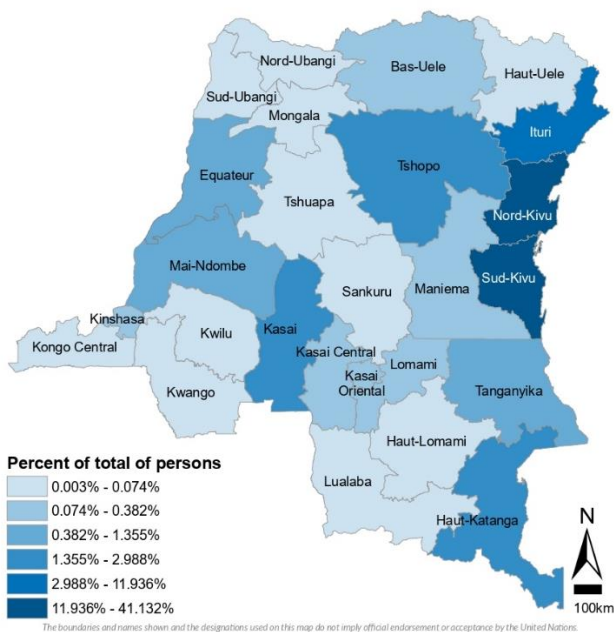 Nord-Ubangi
Bas-Uele
Haut-Uele
Sud-Ubangi
Mongala
Ituri
Equateur
Tshopo
Tshuapa
Nord-Kivu
Mai-Ndombe
Sankuru
Maniema
Sud-Kivu
Kinshasa
Kongo Central
Kwilu
Kasai
Kasai Central
Lomami
Kasai
Oriental
Kwango
Tanganyika
Haut-Lomami
Lualaba
Haut-Katanga
Percent of total of persons
0.003% - 0.074%
0.074% - 0.382%
0.382% - 1.355%
1.355% - 2.988%
2.988% - 11.936%
11.936% - 41.132%
N
100km
The boundaries and names shown and the designations used on this map do not imply official endorsement or acceptance by the United Nations.